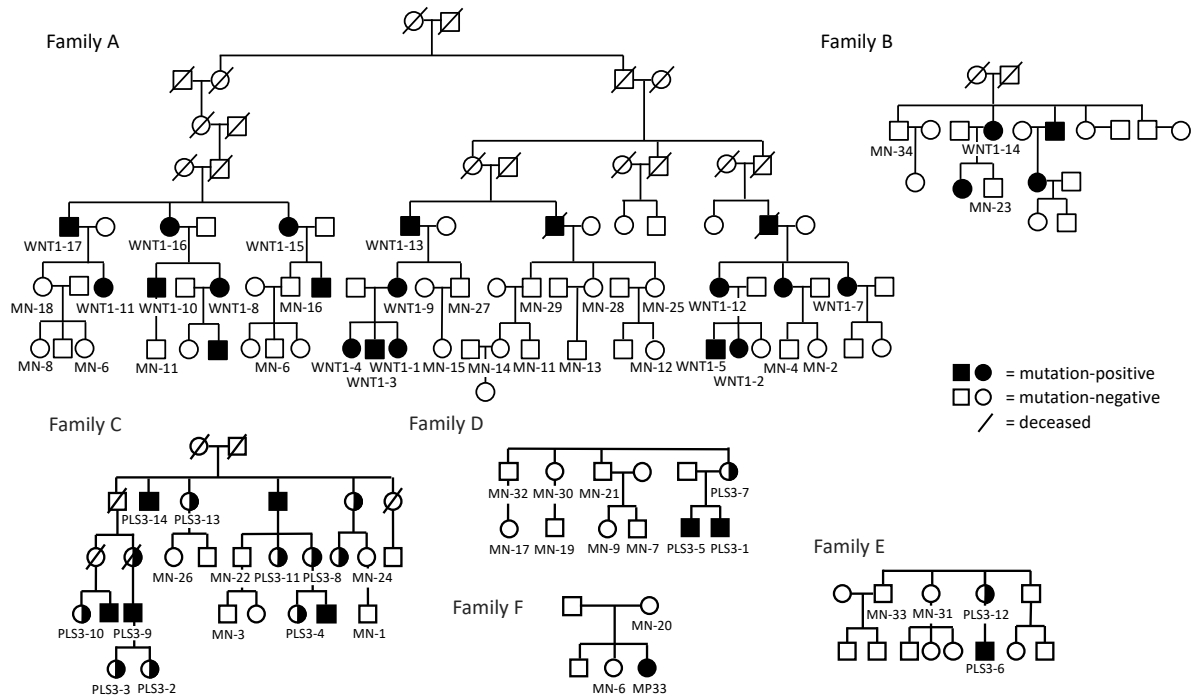 Family A
Family B
MN-34
WNT1-14
MN-23
WNT1-17
WNT1-16
WNT1-15
WNT1-13
MN-18
WNT1-11
WNT1-10
WNT1-8
MN-16
WNT1-9
MN-27
MN-29
MN-28
MN-25
WNT1-12
WNT1-7
MN-8
MN-6
MN-11
MN-6
WNT1-4
WNT1-3
WNT1-1
MN-15
MN-14
MN-11
MN-13
MN-12
WNT1-5
WNT1-2
MN-4
MN-2
= mutation-positive
= mutation-negative
= deceased
Family C
PLS3-14
PLS3-13
MN-26
MN-22
PLS3-11
PLS3-8
MN-24
PLS3-10
PLS3-9
MN-3
PLS3-4
MN-1
PLS3-3
PLS3-2
Family D
MN-32
MN-30
MN-21
PLS3-7
MN-17
MN-19
MN-9
MN-7
PLS3-5
PLS3-1
Family E
MN-33
MN-31
PLS3-12
PLS3-6
Family F
MN-20
MN-6
MP33